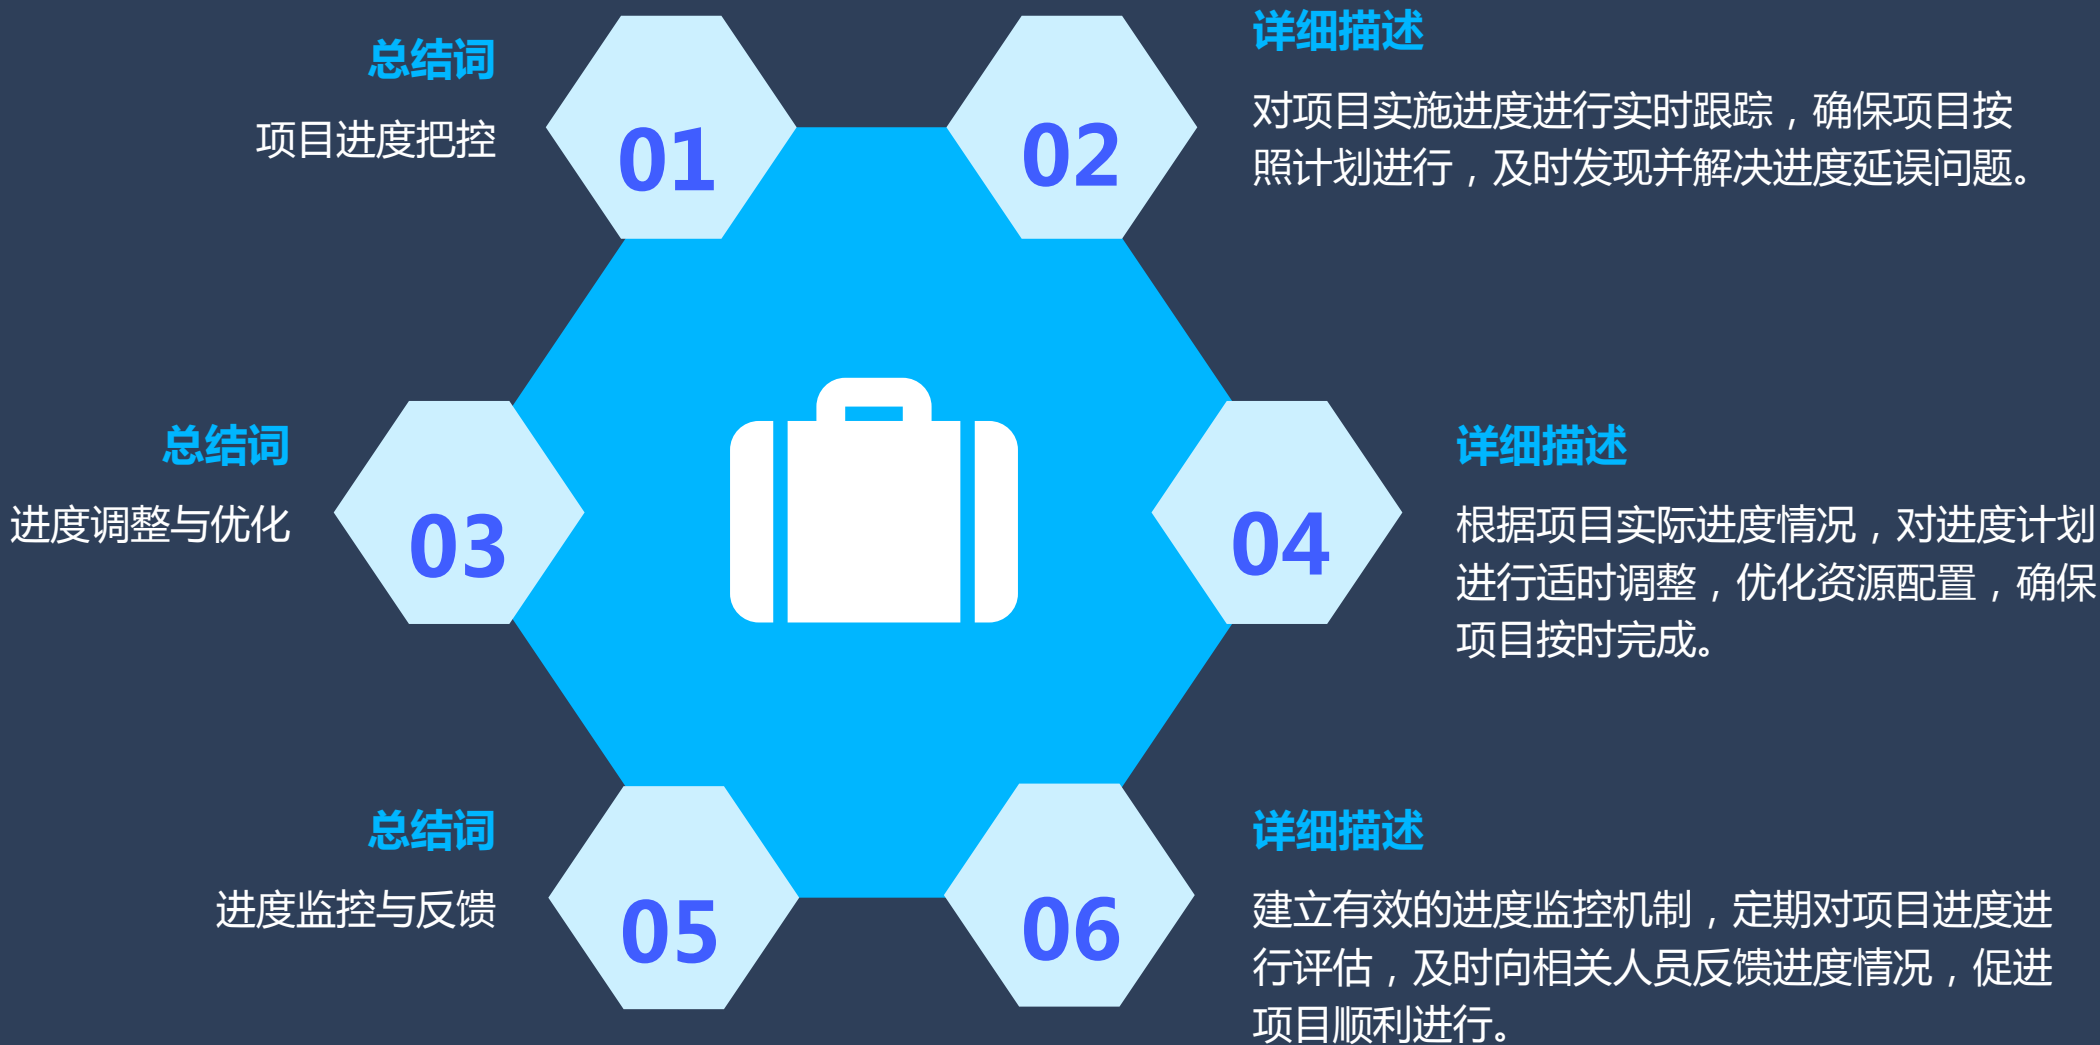 总结词
项目进度把控
01
02
详细描述
对项目实施进度进行实时跟踪，确保项目按
照计划进行，及时发现并解决进度延误问题。
总结词
进度调整与优化
03
04
详细描述
根据项目实际进度情况，对进度计划
进行适时调整，优化资源配置，确保
项目按时完成。
总结词
进度监控与反馈
05
06
详细描述
建立有效的进度监控机制，定期对项目进度进
行评估，及时向相关人员反馈进度情况，促进
项目顺利进行。